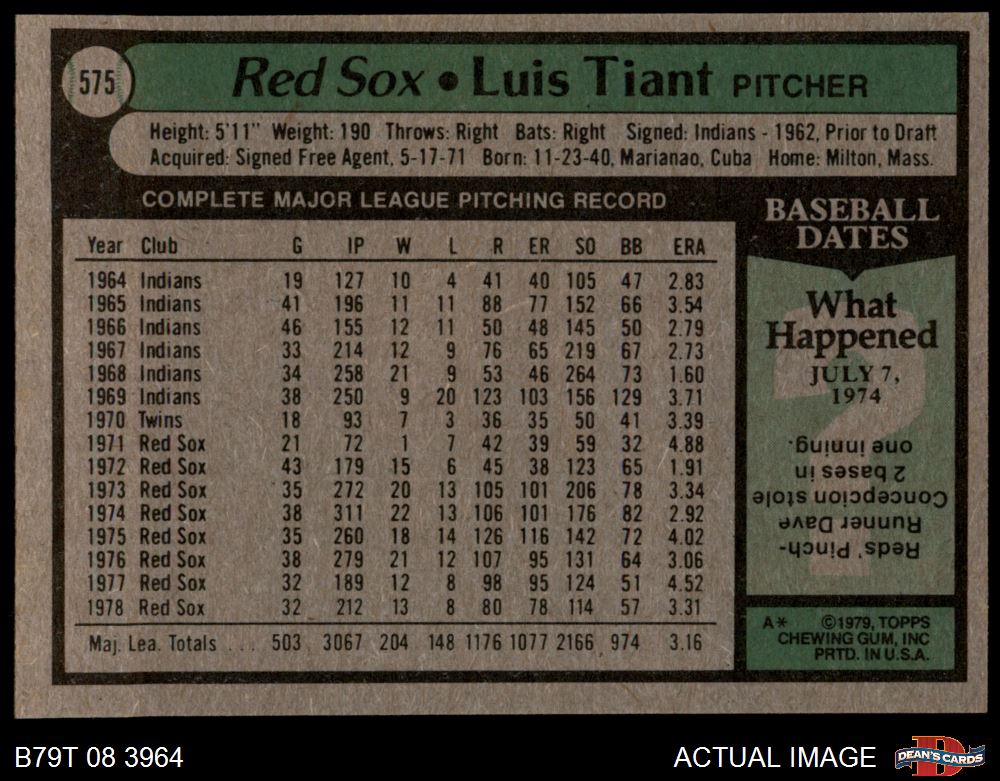 575
Red Sox • Luis Tiant PITCHER
Height: 5'11" Weight: 190 Throws: Right Bats: Right Signed: Indians - 1962, Prior to Draft
Acquired: Signed Free Agent, 5-17-71 Born: 11-23-40, Marianao, Cuba Home: Milton, Mass.
COMPLETE MAJOR LEAGUE PITCHING RECORD
Year Club G IP W L R ER SO BB ERA
1964 Indians 19 127 10 4 41 40 105 47 2.83
1965 Indians 41 196 11 11 88 77 152 66 3.54
1966 Indians 46 155 12 11 50 48 145 50 2.79
1967 Indians 33 214 12 9 76 65 219 67 2.73
1968 Indians 34 258 21 9 53 46 264 73 1.60
1969 Indians 38 250 9 20 123 103 156 129 3.71
1970 Twins 18 93 7 3 36 35 50 41 3.39
1971 Red Sox 21 72 1 7 42 39 59 32 4.88
1972 Red Sox 43 179 15 6 45 38 123 65 1.91
1973 Red Sox 35 272 20 13 105 101 206 78 3.34
1974 Red Sox 38 311 22 13 106 101 176 82 2.92
1975 Red Sox 35 260 18 14 126 116 142 72 4.02
1976 Red Sox 38 279 21 12 107 95 131 64 3.06
1977 Red Sox 32 189 12 8 98 95 124 51 4.52
1978 Red Sox 32 212 13 8 80 78 114 57 3.31
Maj. Lea. Totals ... 503 3067 204 148 1176 1077 2166 974 3.16
BASEBALL
DATES
What
Happened
JULY 7,
1974
Reds' Pinch-
Runner Dave
Concepcion stole
2 bases in
one inning.
A* ©1979, TOPPS
CHEWING GUM, INC
PRTD. IN U.S.A.
B79T 08 3964
ACTUAL IMAGE
D
DEAN'S CARDS